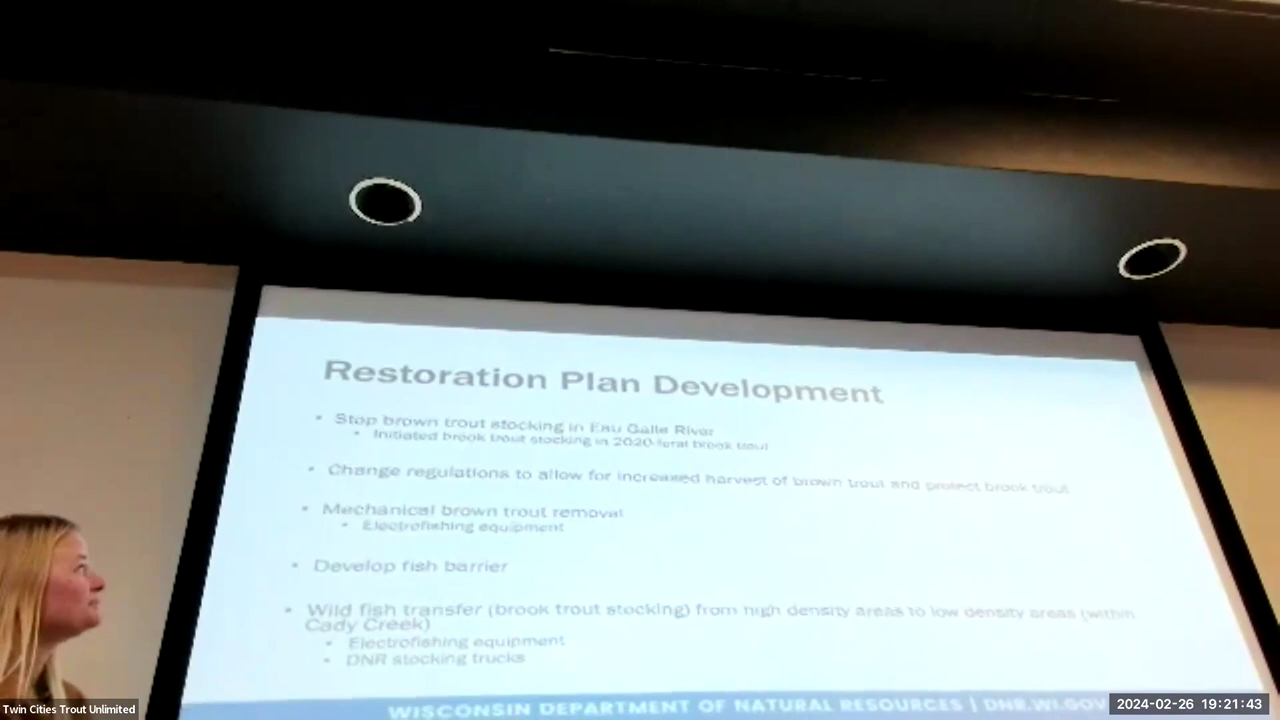 Restoration Plan Development
• Stop brown trout stocking in Eau Galle River
• Initiated brook trout stocking in 2020-feral brook trout
• Change regulations to allow for increased harvest of brown trout and protect brook trout
• Mechanical brown trout removal
• Electrofishing equipment
• Develop fish barrier
• Wild fish transfer (brook trout stocking) from high density areas to low density areas (within
Cady Creek)
• Electrofishing equipment
• DNR stocking trucks
WISCONSIN DEPARTMENT OF NATURAL RESOURCES | DNR.WI.GOV
Twin Cities Trout Unlimited
2024-02-26 19:21:43